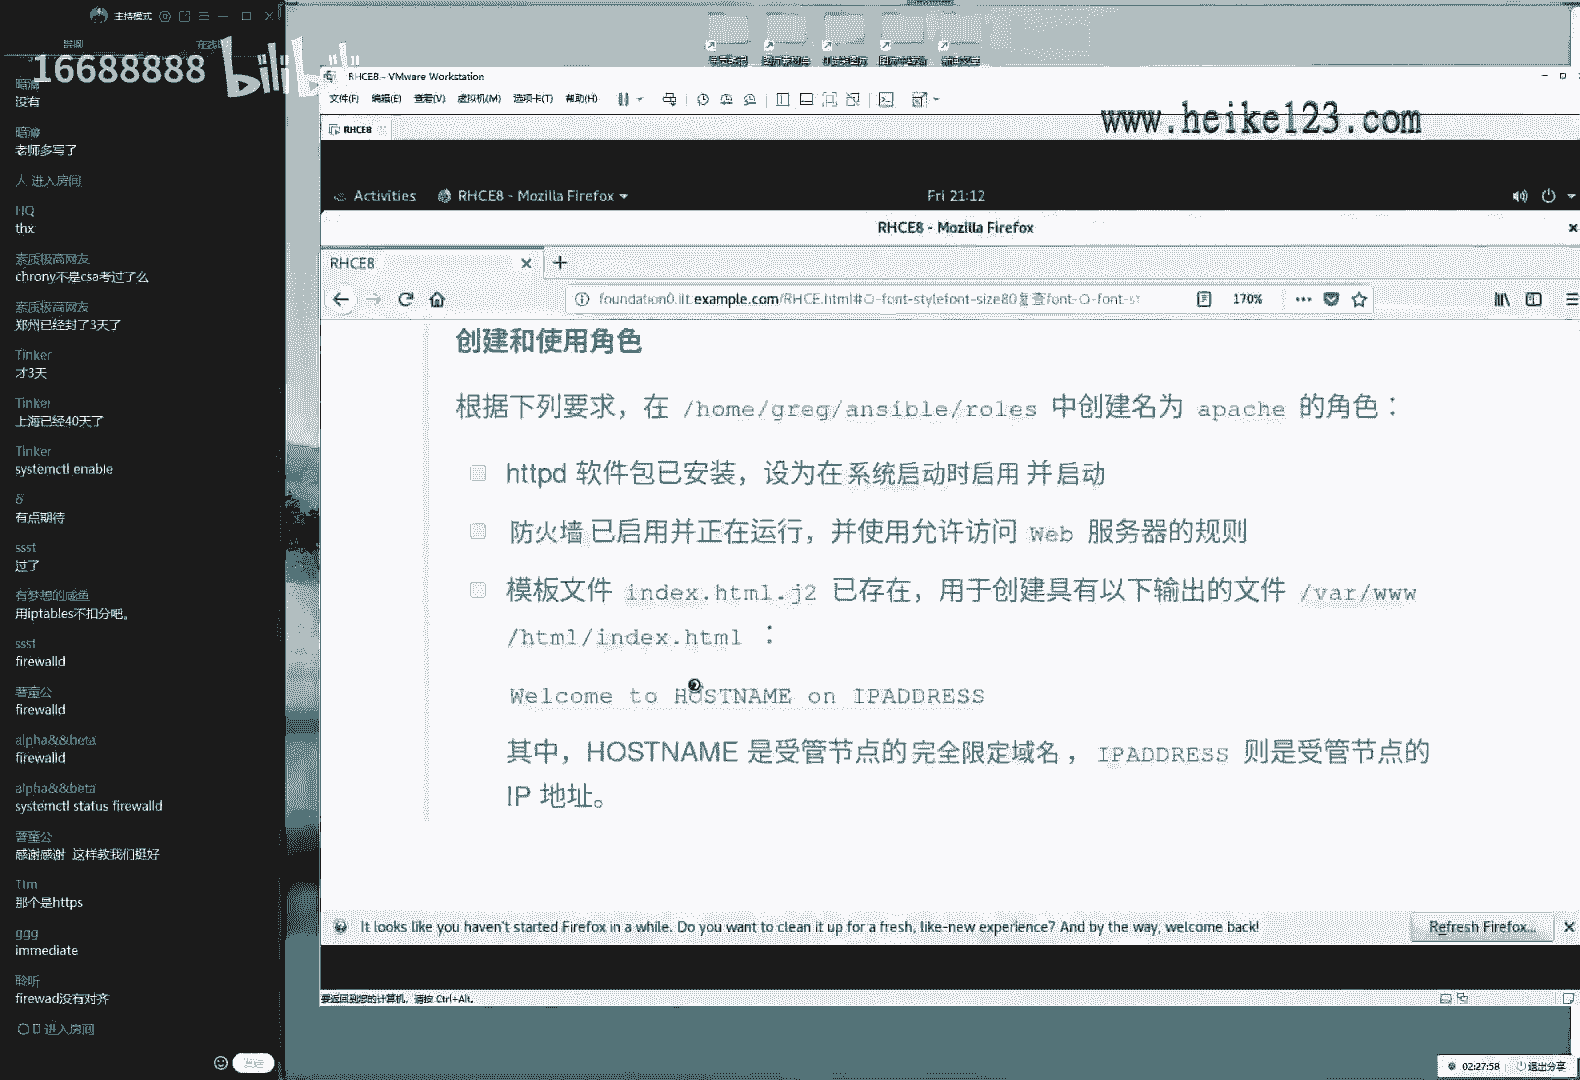 主持模式
16688888
bilibili
暗薄
没有
暗薄
老师多写了
人 进入房间
HQ
thx
素质极高网友
chrony不是csa考过了么
素质极高网友
郑州已经封了3天了
Tinker
才3天
Tinker
上海已经40天了
Tinker
systemctl enable
有点期待
ssst
过了
有梦想的咸鱼
用iptables不扣分吧。
ssst
firewalld
薯童公
firewalld
alpha&&beta
firewalld
alpha&&beta
systemctl status firewalld
薯童公
感谢感谢 这样教我们挺好
Tim
那个是https
ggg
immediate
聆听
firewad没有对齐
进入房间
RHCE8 - VMware Workstation
文件(F) 编辑(E) 查看(V) 虚拟机(M) 选项卡(T) 帮助(H)
www.heike123.com
RHCE8
Activities RHCE8 - Mozilla Firefox Fri 21:12
RHCE8 - Mozilla Firefox
RHCE8
foundation0.ilt.example.com/RHCE.html#
170%
创建和使用角色
根据下列要求，在 /home/greg/ansible/roles 中创建名为 apache 的角色：
httpd 软件包已安装，设为在系统启动时启用并启动
防火墙已启用并正在运行，并使用允许访问 Web 服务器的规则
模板文件 index.html.j2 已存在，用于创建具有以下输出的文件 /var/www
/html/index.html ：
Welcome to HOSTNAME on IPADDRESS
其中，HOSTNAME 是受管节点的完全限定域名， IPADDRESS 则是受管节点的
IP 地址。
It looks like you haven't started Firefox in a while. Do you want to clean it up for a fresh, like-new experience? And by the way, welcome back!
Refresh Firefox...
要返回到您的计算机，请按 Ctrl+Alt。
02:27:58 退出分享